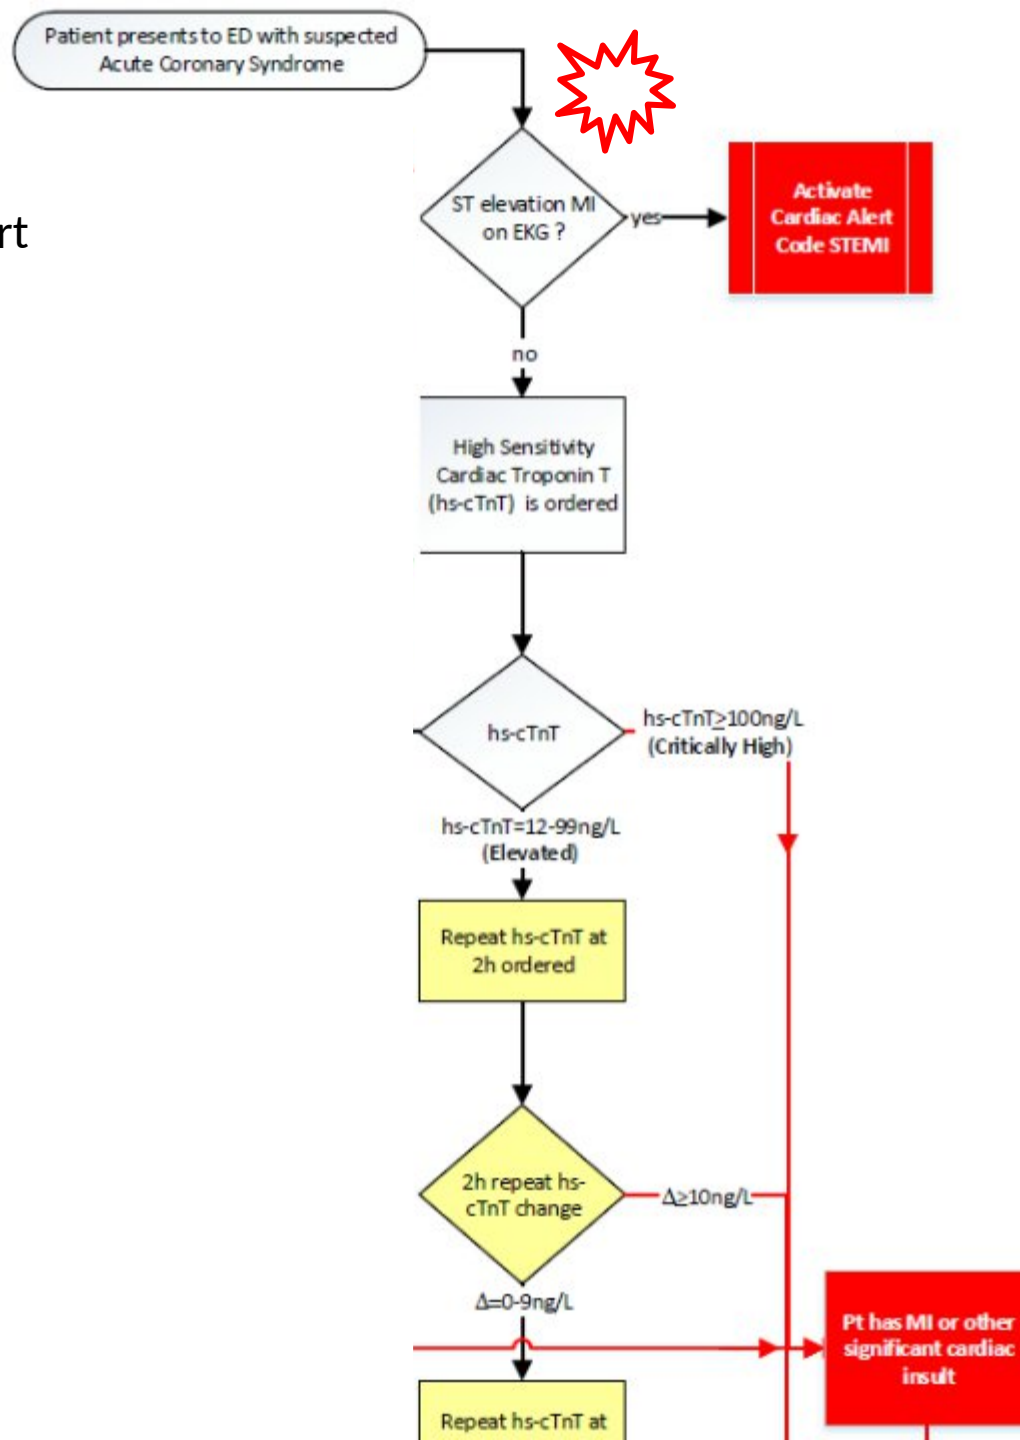 Patient presents to ED with suspected
Acute Coronary Syndrome
rt
ST elevation MI
on EKG ?
yes
Activate
Cardiac Alert
Code STEMI
no
High Sensitivity
Cardiac Troponin T
(hs-cTnT) is ordered
hs-cTnT
hs-cTnT≥100ng/L
(Critically High)
hs-cTnT=12-99ng/L
(Elevated)
Repeat hs-cTnT at
2h ordered
2h repeat hs-
cTnT change
Δ≥10ng/L
Δ=0-9ng/L
Pt has MI or other
significant cardiac
insult
Repeat hs-cTnT at